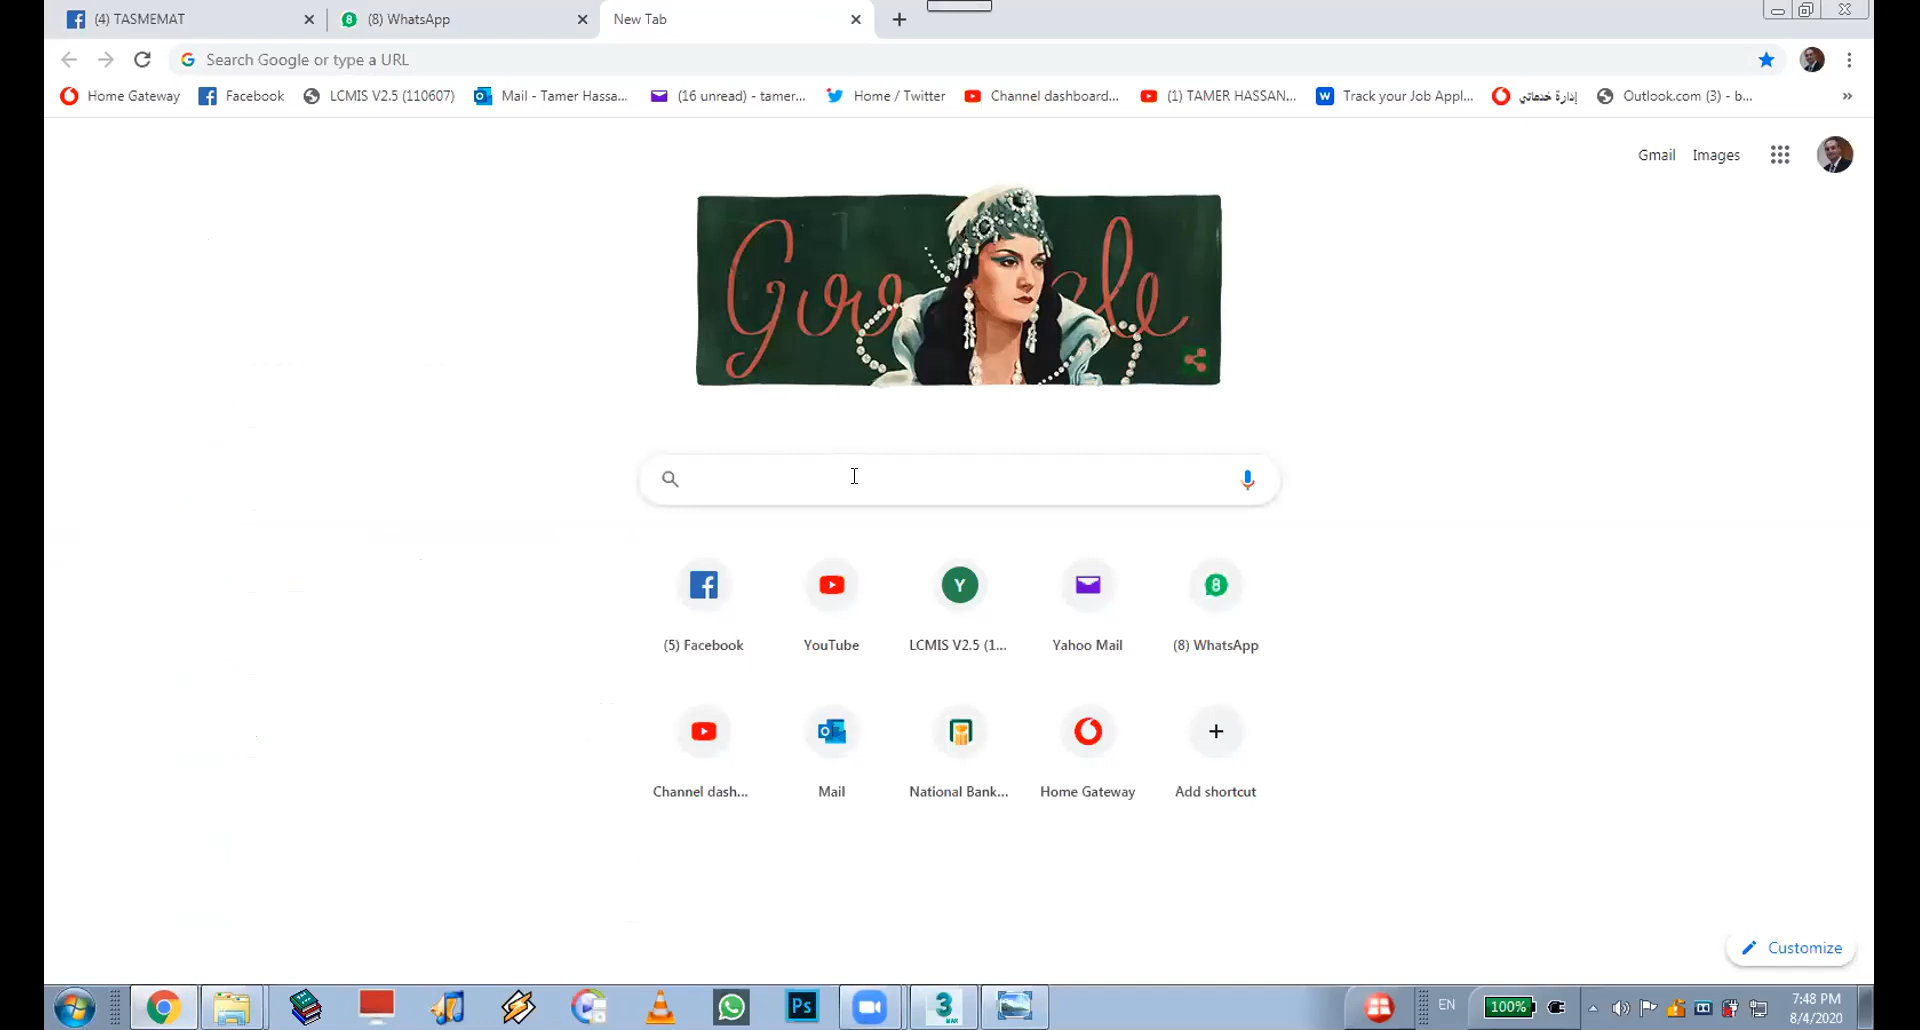 (4) TASMEMAT
(8) WhatsApp
New Tab
Search Google or type a URL
Home Gateway
Facebook
LCMIS V2.5 (110607)
Mail - Tamer Hassa...
(16 unread) - tamer...
Home / Twitter
Channel dashboard...
(1) TAMER HASSAN...
Track your Job Appl...
إدارة خدماتي
Outlook.com (3) - b...
Gmail
Images
Google
(5) Facebook
YouTube
LCMIS V2.5 (1...
Yahoo Mail
(8) WhatsApp
Channel dash...
Mail
National Bank...
Home Gateway
Add shortcut
Customize
EN
100%
7:48 PM
8/4/2020